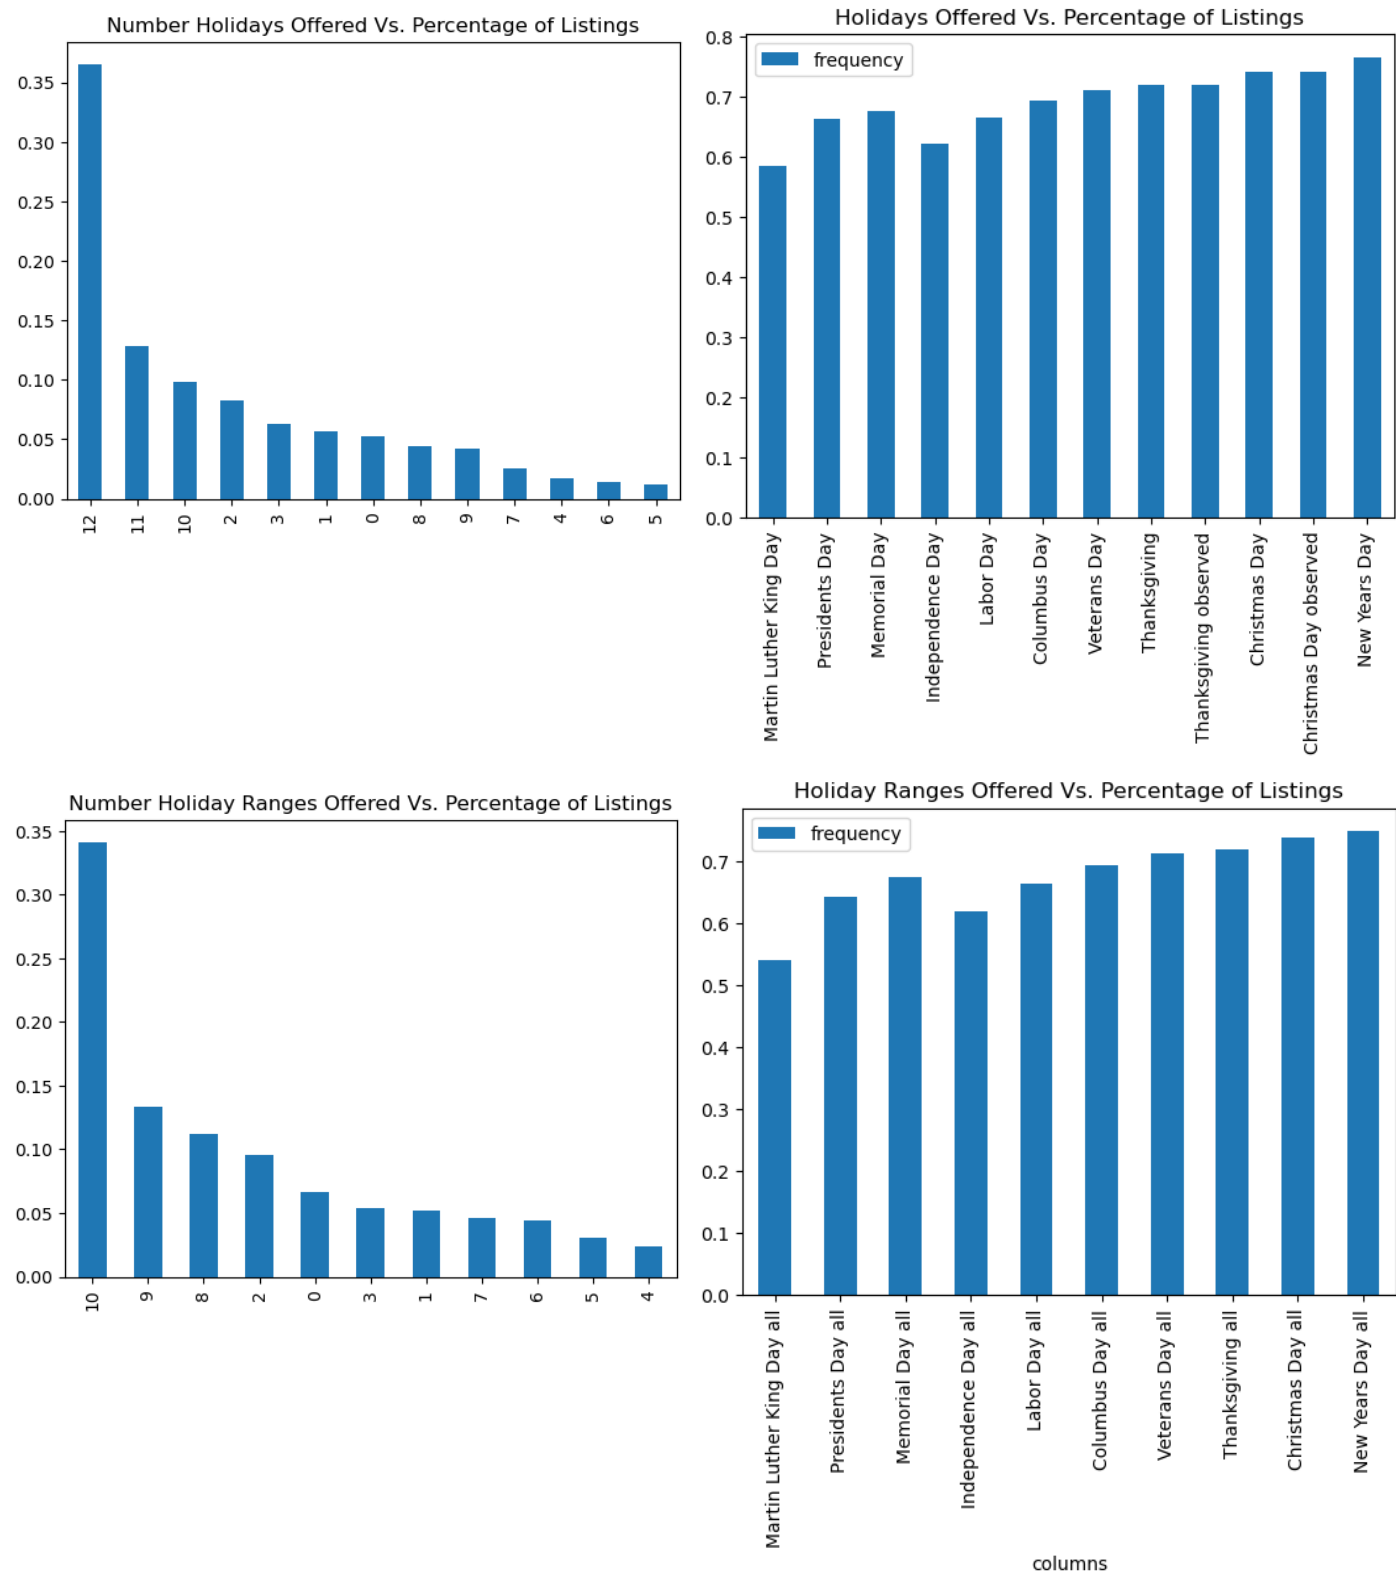 Number Holidays Offered Vs. Percentage of Listings
0.35
0.30
0.25
0.20
0.15
0.10
0.05
0.00
12
11
10
2
3
1
0
8
9
7
4
6
5
Holidays Offered Vs. Percentage of Listings
frequency
0.8
0.7
0.6
0.5
0.4
0.3
0.2
0.1
0.0
Martin Luther King Day
Presidents Day
Memorial Day
Independence Day
Labor Day
Columbus Day
Veterans Day
Thanksgiving
Thanksgiving observed
Christmas Day
Christmas Day observed
New Years Day
Number Holiday Ranges Offered Vs. Percentage of Listings
0.35
0.30
0.25
0.20
0.15
0.10
0.05
0.00
10
9
8
2
0
3
1
7
6
5
4
Holiday Ranges Offered Vs. Percentage of Listings
frequency
0.7
0.6
0.5
0.4
0.3
0.2
0.1
0.0
Martin Luther King Day all
Presidents Day all
Memorial Day all
Independence Day all
Labor Day all
Columbus Day all
Veterans Day all
Thanksgiving all
Christmas Day all
New Years Day all
columns